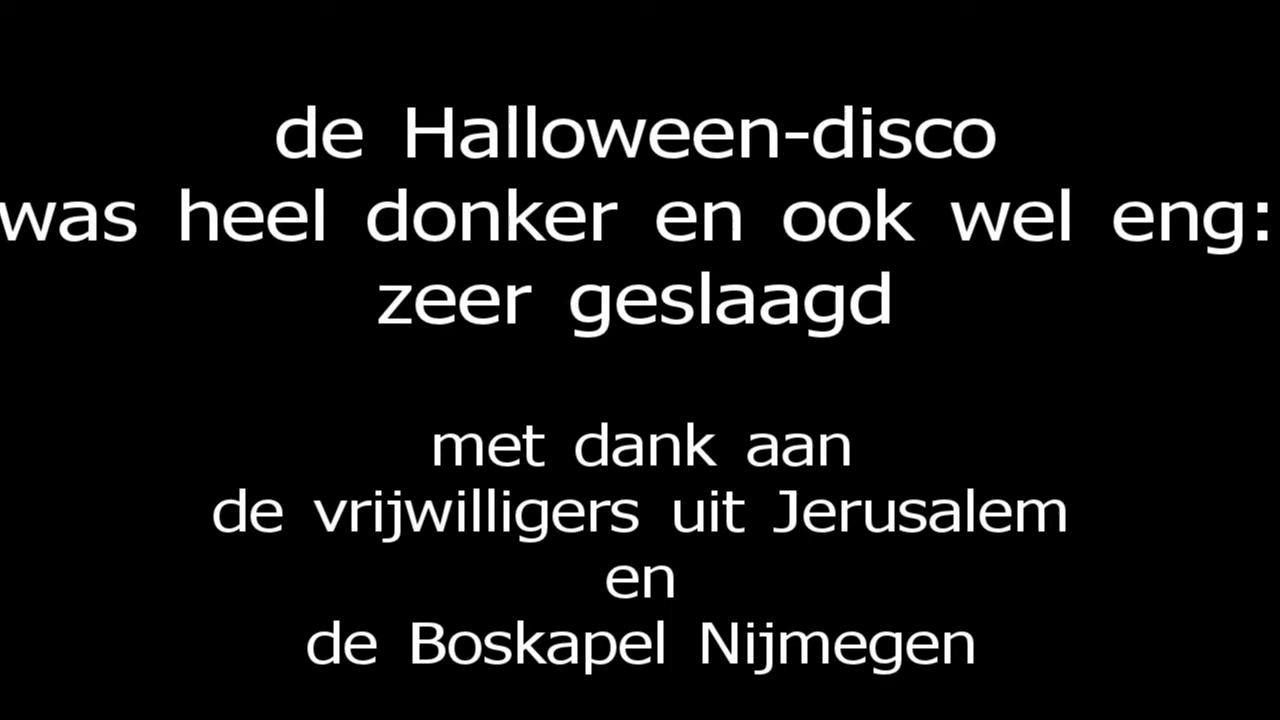 de Halloween-disco
was heel donker en ook wel eng:
zeer geslaagd
met dank aan
de vrijwilligers uit Jerusalem
en
de Boskapel Nijmegen